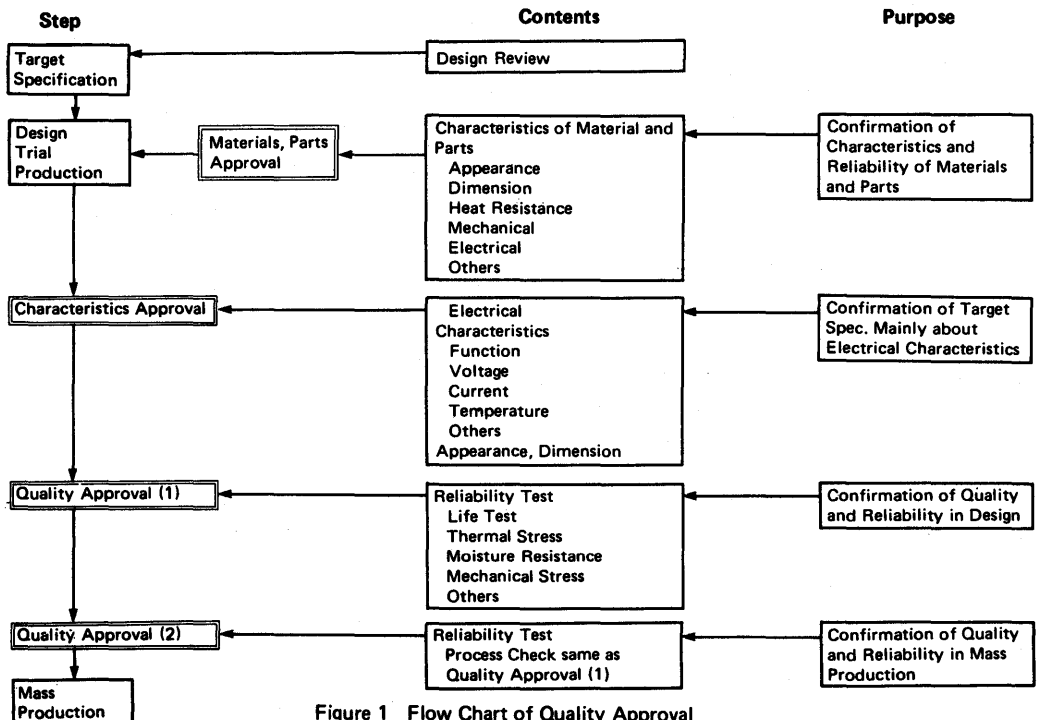 Step
Contents
Purpose
Target
Specification
Design Review
Design
Trial
Production
Materials, Parts
Approval
Characteristics of Material and
Parts
Appearance
Dimension
Heat Resistance
Mechanical
Electrical
Others
Confirmation of
Characteristics and
Reliability of Materials
and Parts
Characteristics Approval
Electrical
Characteristics
Function
Voltage
Current
Temperature
Others
Appearance, Dimension
Confirmation of Target
Spec. Mainly about
Electrical Characteristics
Quality Approval (1)
Reliability Test
Life Test
Thermal Stress
Moisture Resistance
Mechanical Stress
Others
Confirmation of Quality
and Reliability in Design
Quality Approval (2)
Reliability Test
Process Check same as
Quality Approval (1)
Confirmation of Quality
and Reliability in Mass
Production
Mass
Production
Figure 1 Flow Chart of Quality Approval